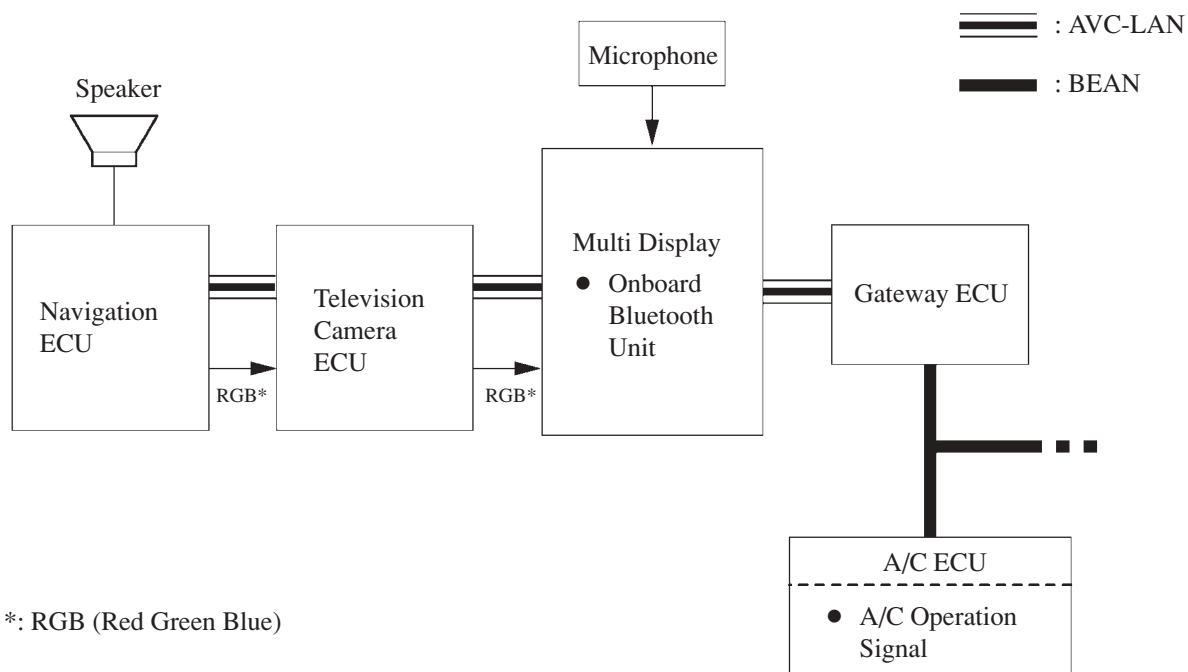 : AVC-LAN
Microphone
: BEAN
Speaker
Navigation
ECU
RGB*
Television
Camera
ECU
RGB*
Multi Display
● Onboard
Bluetooth
Unit
Gateway ECU
A/C ECU
● A/C Operation
Signal
*: RGB (Red Green Blue)